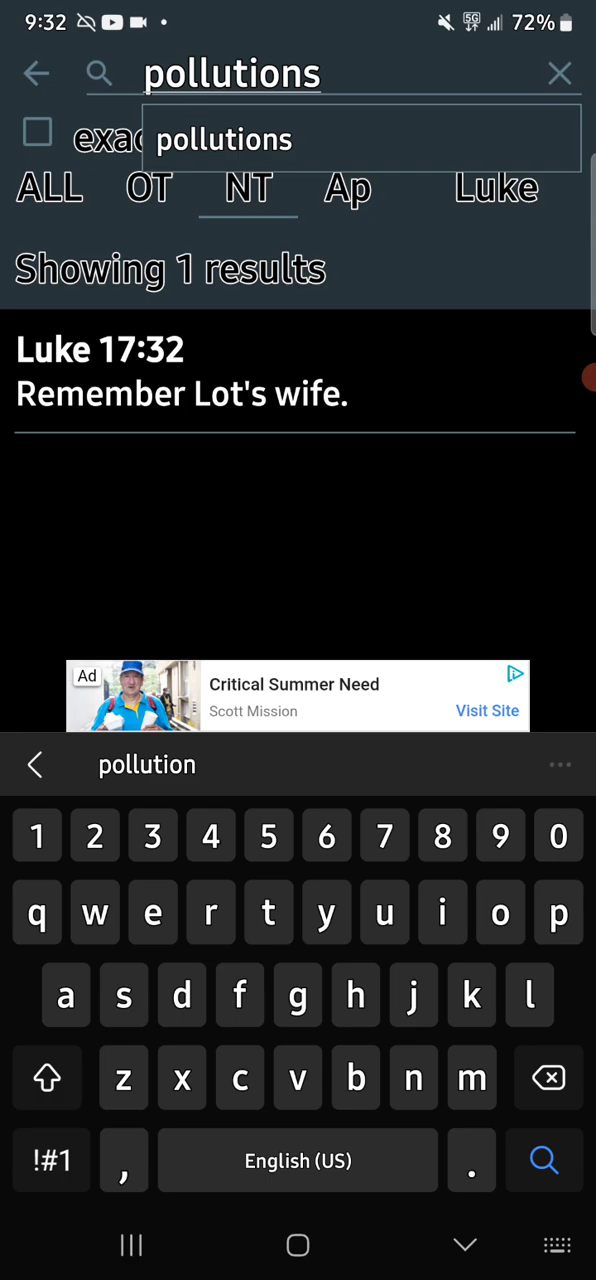 9:32 5G 72%
pollutions
exac
pollutions
ALL OT NT Ap Luke
Showing 1 results
Luke 17:32
Remember Lot's wife.
Ad
Critical Summer Need
Scott Mission
Visit Site
pollution
1 2 3 4 5 6 7 8 9 0
q w e r t y u i o p
a s d f g h j k l
z x c v b n m
!#1 , English (US) .